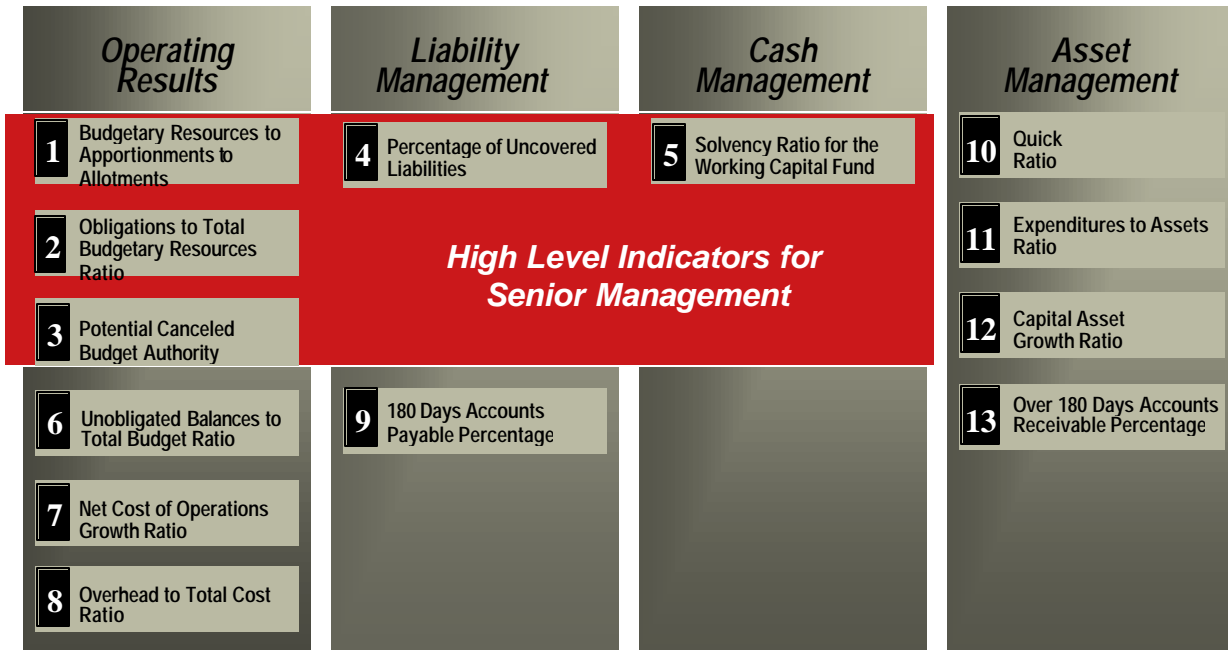 Operating
Results
1
Budgetary Resources to
Apportionments to
Allotments
2
Obligations to Total
Budgetary Resources
Ratio
3
Potential Canceled
Budget Authority
6
Unobligated Balances to
Total Budget Ratio
7
Net Cost of Operations
Growth Ratio
8
Overhead to Total Cost
Ratio
Liability
Management
4
Percentage of Uncovered
Liabilities
9
180 Days Accounts
Payable Percentage
Cash
Management
5
Solvency Ratio for the
Working Capital Fund
High Level Indicators for
Senior Management
Asset
Management
10
Quick
Ratio
11
Expenditures to Assets
Ratio
12
Capital Asset
Growth Ratio
13
Over 180 Days Accounts
Receivable Percentage